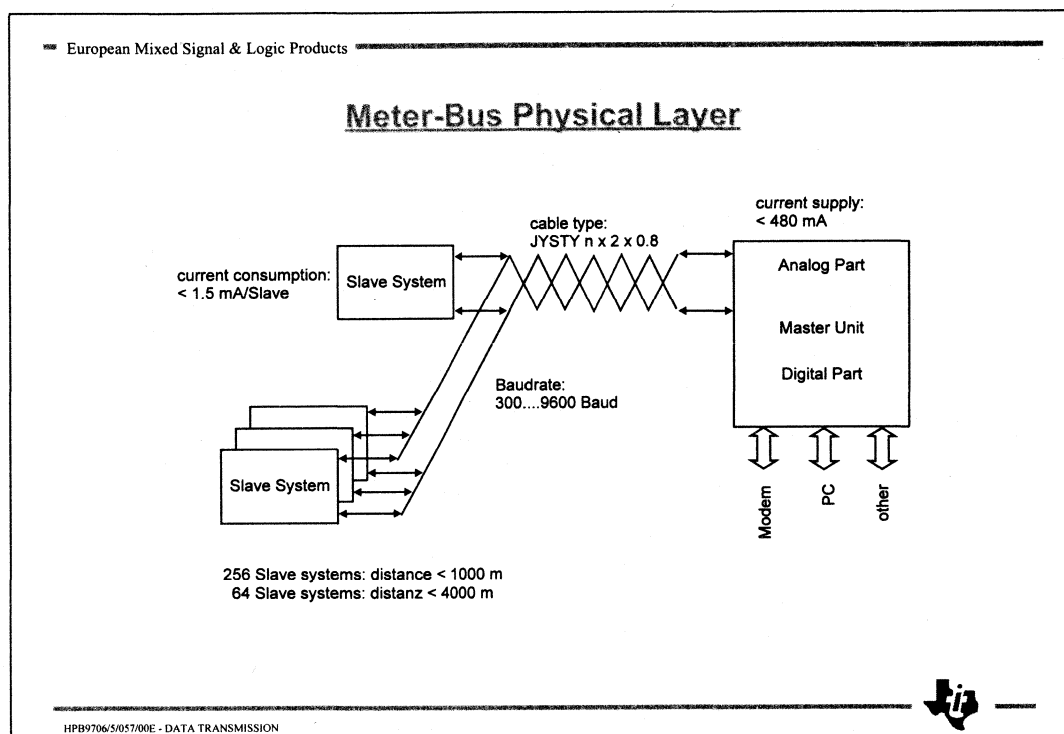 European Mixed Signal & Logic Products
Meter-Bus Physical Layer
current supply:
< 480 mA
cable type:
JYSTY n x 2 x 0.8
Analog Part
current consumption:
< 1.5 mA/Slave
Slave System
Master Unit
Digital Part
Baudrate:
300....9600 Baud
Slave System
Modem
PC
other
256 Slave systems: distance < 1000 m
64 Slave systems: distanz < 4000 m
ti
HPB9706/5/057/00E - DATA TRANSMISSION